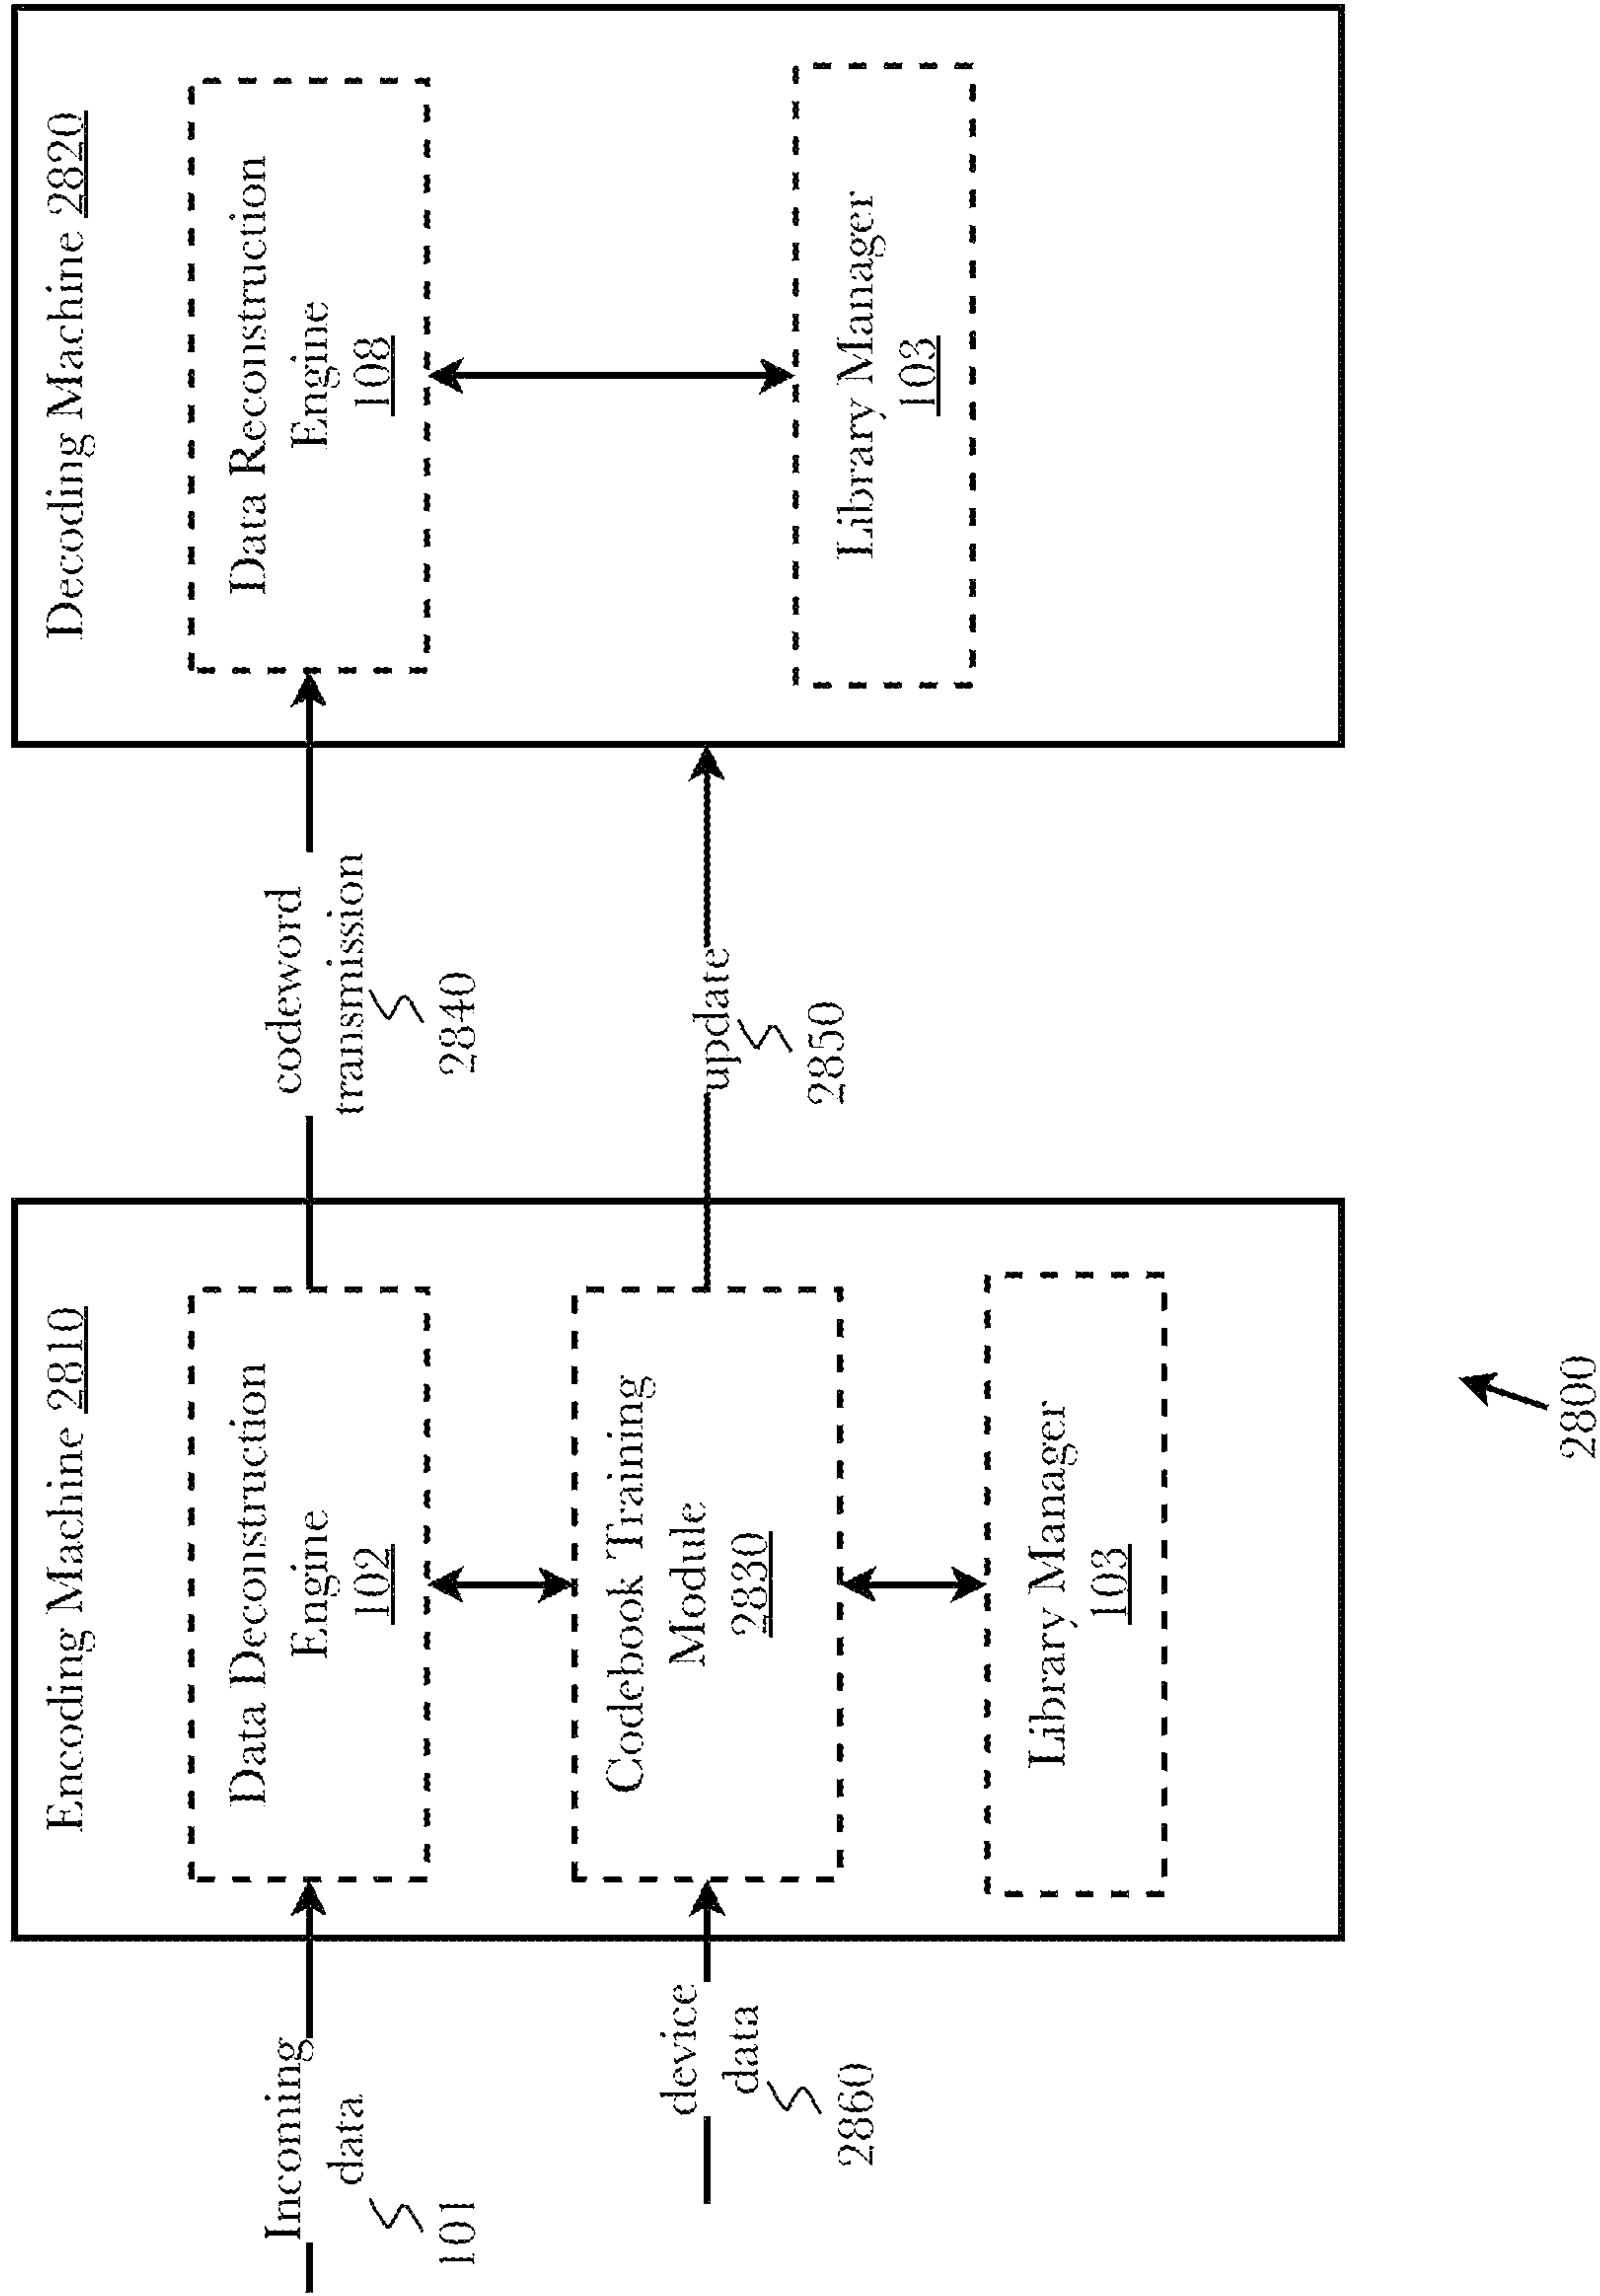 Encoding Machine 2810
Decoding Machine 2820
Incoming
data
101
Data Deconstruction
Engine
102
codeword
transmission
2840
Data Reconstruction
Engine
108
device
data
2860
Codebook Training
Module
2830
update
2850
Library Manager
103
Library Manager
103
2800